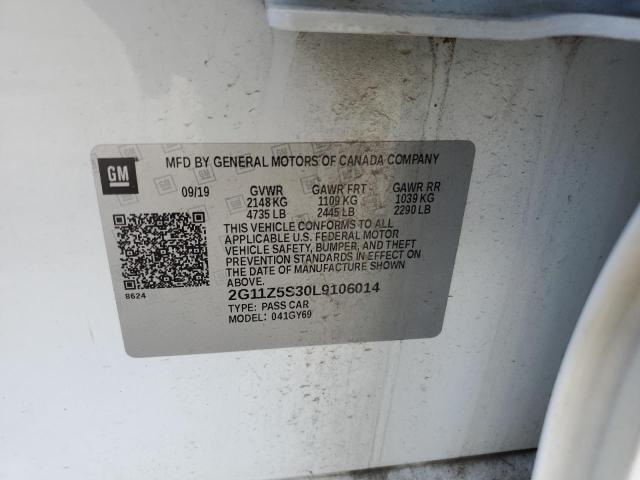 GM
MFD BY GENERAL MOTORS OF CANADA COMPANY
09/19 GVWR GAWR FRT GAWR RR
2148 KG 1109 KG 1039 KG
4735 LB 2445 LB 2290 LB
THIS VEHICLE CONFORMS TO ALL
APPLICABLE U.S. FEDERAL MOTOR
VEHICLE SAFETY, BUMPER, AND THEFT
PREVENTION STANDARDS IN EFFECT ON
THE DATE OF MANUFACTURE SHOWN
ABOVE.
8624
2G11Z5S30L9106014
TYPE: PASS CAR
MODEL: 041GY69